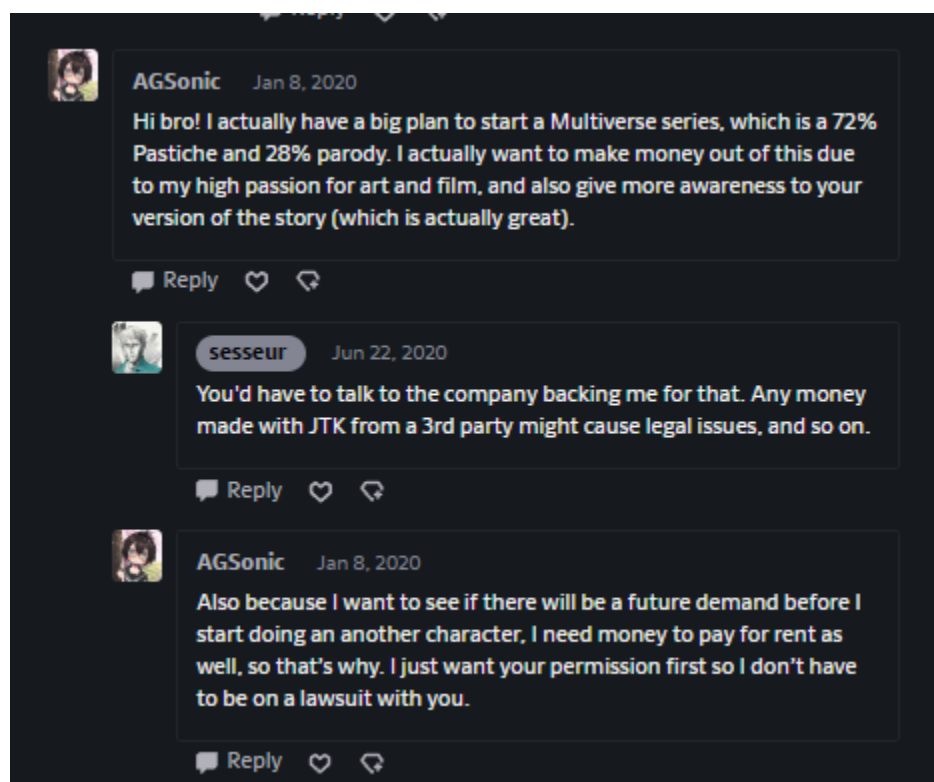 Reply
AGSonic Jan 8, 2020
Hi bro! I actually have a big plan to start a Multiverse series, which is a 72%
Pastiche and 28% parody. I actually want to make money out of this due
to my high passion for art and film, and also give more awareness to your
version of the story (which is actually great).
Reply
sesseur Jun 22, 2020
You'd have to talk to the company backing me for that. Any money
made with JTK from a 3rd party might cause legal issues, and so on.
Reply
AGSonic Jan 8, 2020
Also because I want to see if there will be a future demand before I
start doing an another character, I need money to pay for rent as
well, so that's why. I just want your permission first so I don't have
to be on a lawsuit with you.
Reply